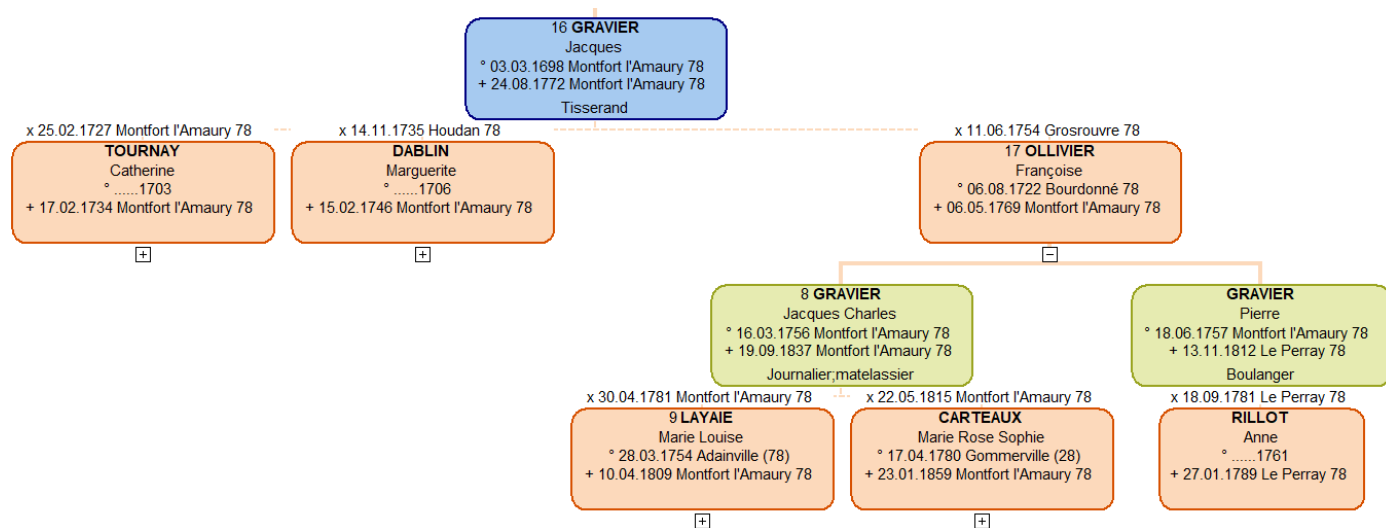 16 GRAVIER
Jacques
° 03.03.1698 Montfort l'Amaury 78
+ 24.08.1772 Montfort l'Amaury 78
Tisserand
x 25.02.1727 Montfort l'Amaury 78
TOURNAY
Catherine
° ......1703
+ 17.02.1734 Montfort l'Amaury 78
x 14.11.1735 Houdan 78
DABLIN
Marguerite
° ......1706
+ 15.02.1746 Montfort l'Amaury 78
x 11.06.1754 Grosrouvre 78
17 OLLIVIER
Françoise
° 06.08.1722 Bourdonné 78
+ 06.05.1769 Montfort l'Amaury 78
8 GRAVIER
Jacques Charles
° 16.03.1756 Montfort l'Amaury 78
+ 19.09.1837 Montfort l'Amaury 78
Journalier;matelassier
GRAVIER
Pierre
° 18.06.1757 Montfort l'Amaury 78
+ 13.11.1812 Le Perray 78
Boulanger
x 30.04.1781 Montfort l'Amaury 78
9 LAYAIE
Marie Louise
° 28.03.1754 Adainville (78)
+ 10.04.1809 Montfort l'Amaury 78
x 22.05.1815 Montfort l'Amaury 78
CARTEAUX
Marie Rose Sophie
° 17.04.1780 Gommerville (28)
+ 23.01.1859 Montfort l'Amaury 78
x 18.09.1781 Le Perray 78
RILLOT
Anne
° ......1761
+ 27.01.1789 Le Perray 78